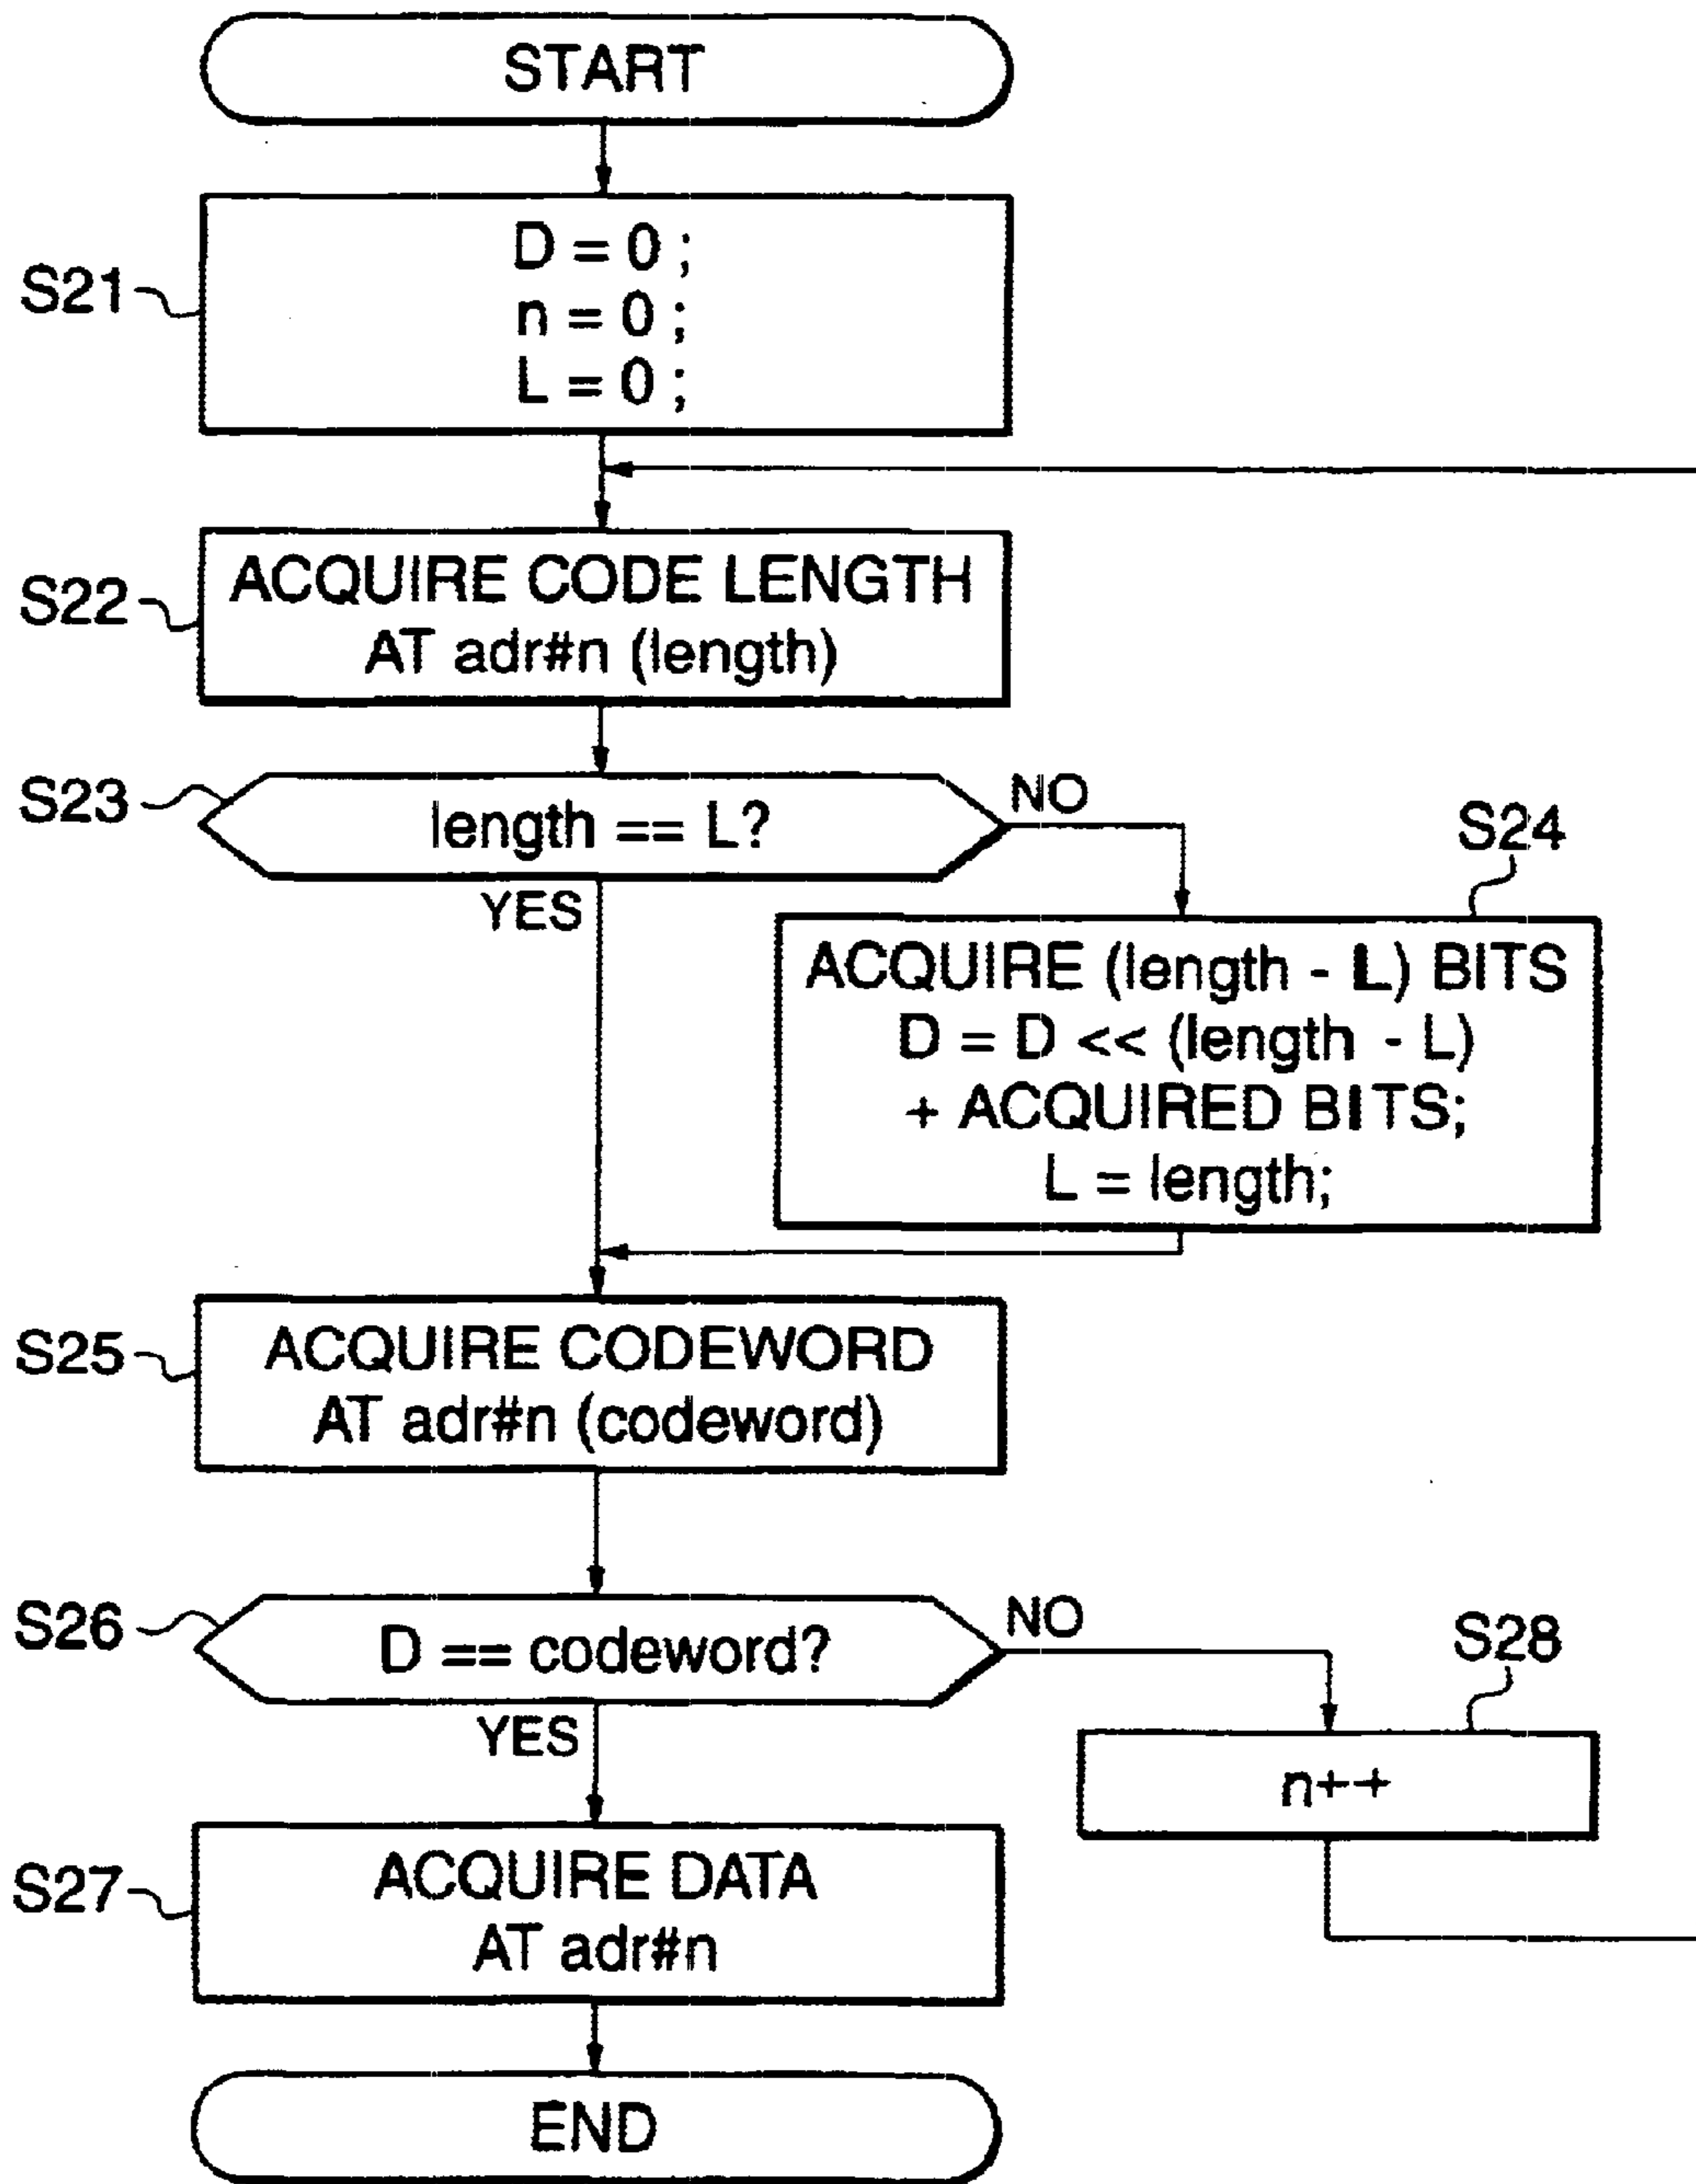 START
S21
D = 0 ;
n = 0 ;
L = 0 ;
S22
ACQUIRE CODE LENGTH
AT adr#n (length)
S23
length == L?
NO
YES
S24
ACQUIRE (length - L) BITS
D = D << (length - L)
+ ACQUIRED BITS;
L = length;
S25
ACQUIRE CODEWORD
AT adr#n (codeword)
S26
D == codeword?
NO
YES
S28
n++
S27
ACQUIRE DATA
AT adr#n
END